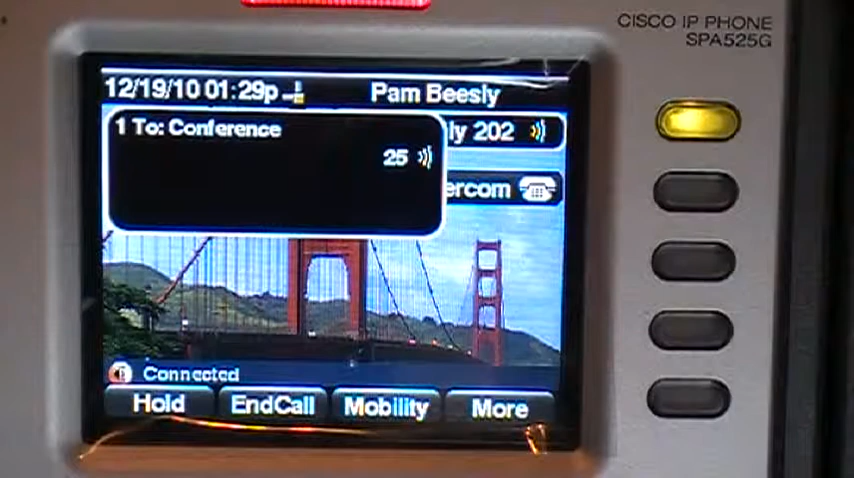 CISCO IP PHONE
SPA525G
12/19/10 01:29p
Pam Beesly
1 To: Conference
25
ly 202
ercom
Connected
Hold
EndCall
Mobility
More